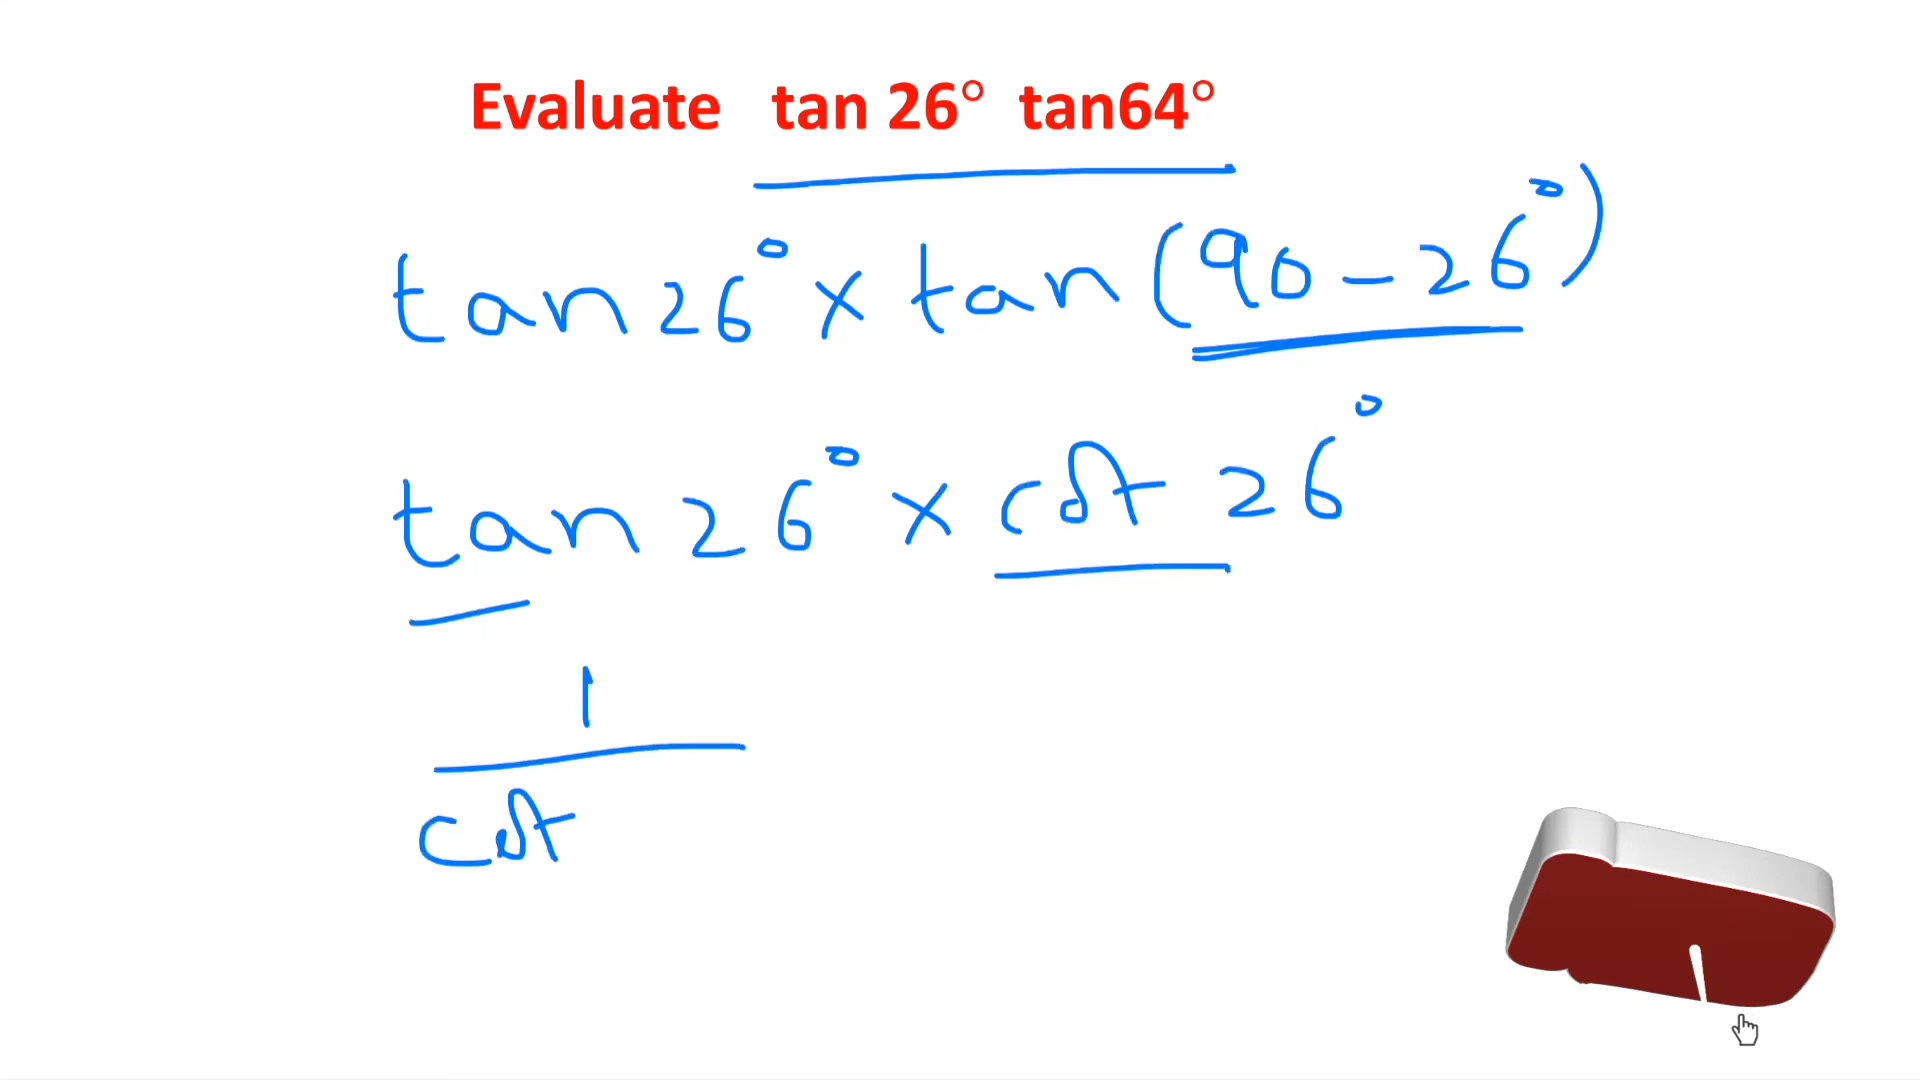 Evaluate tan 26° tan64°
tan 26° × tan (90 - 26°)
tan 26° × cot 26°
1
cot